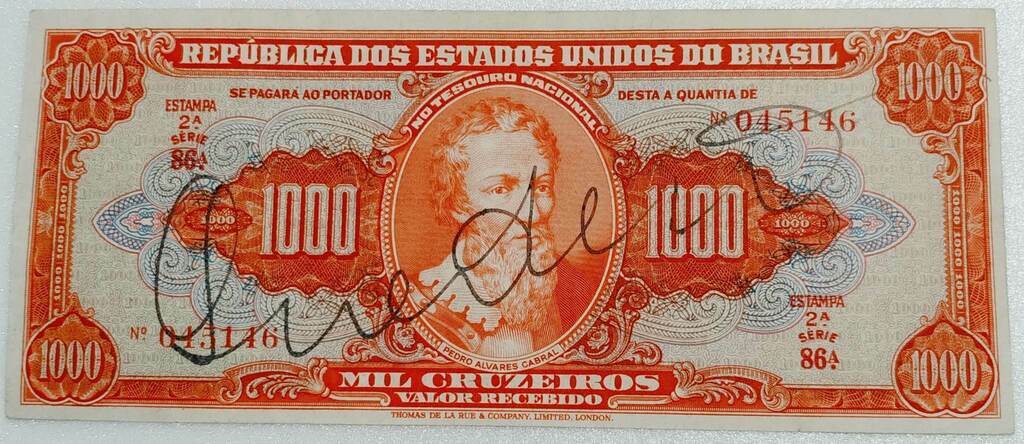 REPÚBLICA DOS ESTADOS UNIDOS DO BRASIL
1000 1000
SE PAGARÁ AO PORTADOR NO TESOURO NACIONAL DESTA A QUANTIA DE
ESTAMPA
2ª
SÉRIE
86ª
Nº 045146
1000 1000
1000 1000
ESTAMPA
2ª
SÉRIE
86ª
Nº 045146
PEDRO ALVARES CABRAL
1000 1000
MIL CRUZEIROS
VALOR RECEBIDO
THOMAS DE LA RUE & COMPANY, LIMITED, LONDON.